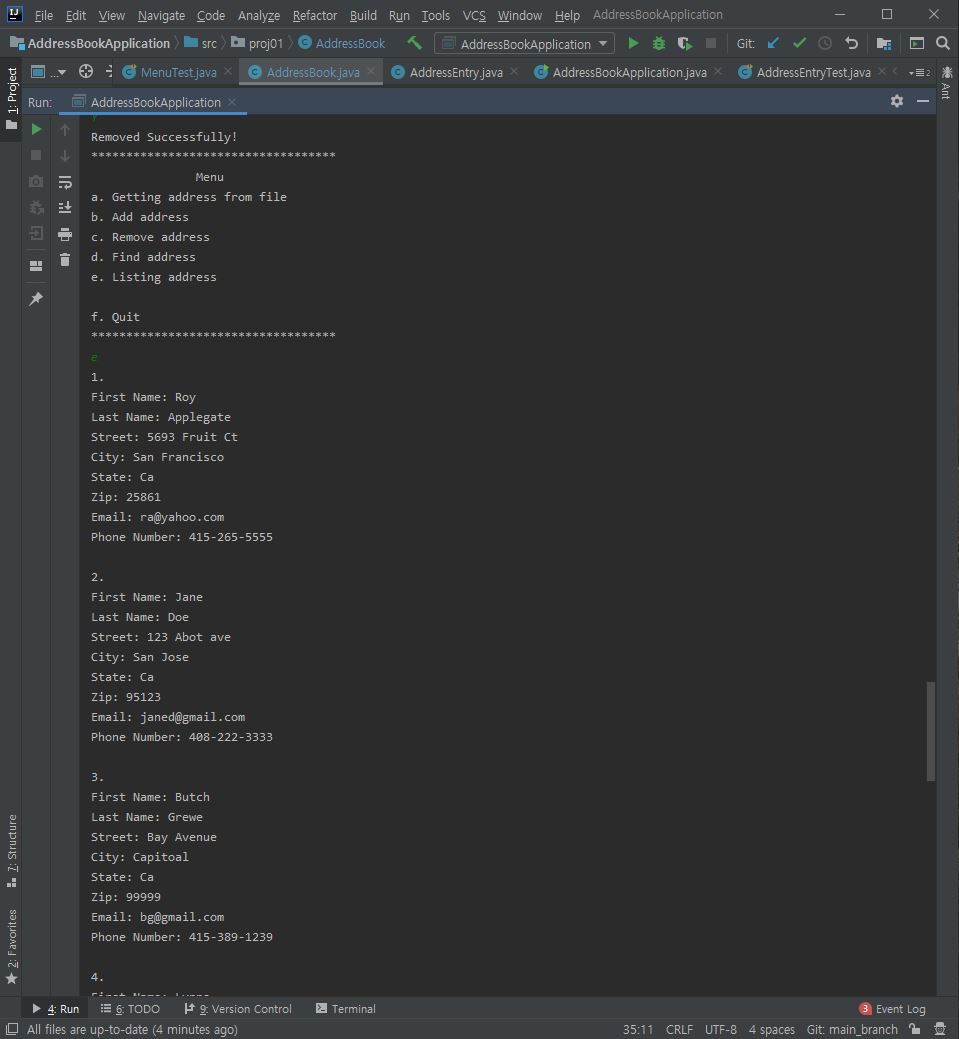 File Edit View Navigate Code Analyze Refactor Build Run Tools VCS Window Help AddressBookApplication
AddressBookApplication src proj01 AddressBook AddressBookApplication Git:
1: Project
... MenuTest.java AddressBook.java AddressEntry.java AddressBookApplication.java AddressEntryTest.java 2
Ant
Run: AddressBookApplication
y
Removed Successfully!
***********************************
Menu
a. Getting address from file
b. Add address
c. Remove address
d. Find address
e. Listing address
f. Quit
***********************************
e
1.
First Name: Roy
Last Name: Applegate
Street: 5693 Fruit Ct
City: San Francisco
State: Ca
Zip: 25861
Email: ra@yahoo.com
Phone Number: 415-265-5555
2.
First Name: Jane
Last Name: Doe
Street: 123 Abot ave
City: San Jose
State: Ca
Zip: 95123
Email: janed@gmail.com
Phone Number: 408-222-3333
3.
First Name: Butch
Last Name: Grewe
Street: Bay Avenue
City: Capitoal
State: Ca
Zip: 99999
Email: bg@gmail.com
Phone Number: 415-389-1239
4.
First Name:
7: Structure
2: Favorites
4: Run 6: TODO 9: Version Control Terminal 3 Event Log
All files are up-to-date (4 minutes ago) 35:11 CRLF UTF-8 4 spaces Git: main_branch